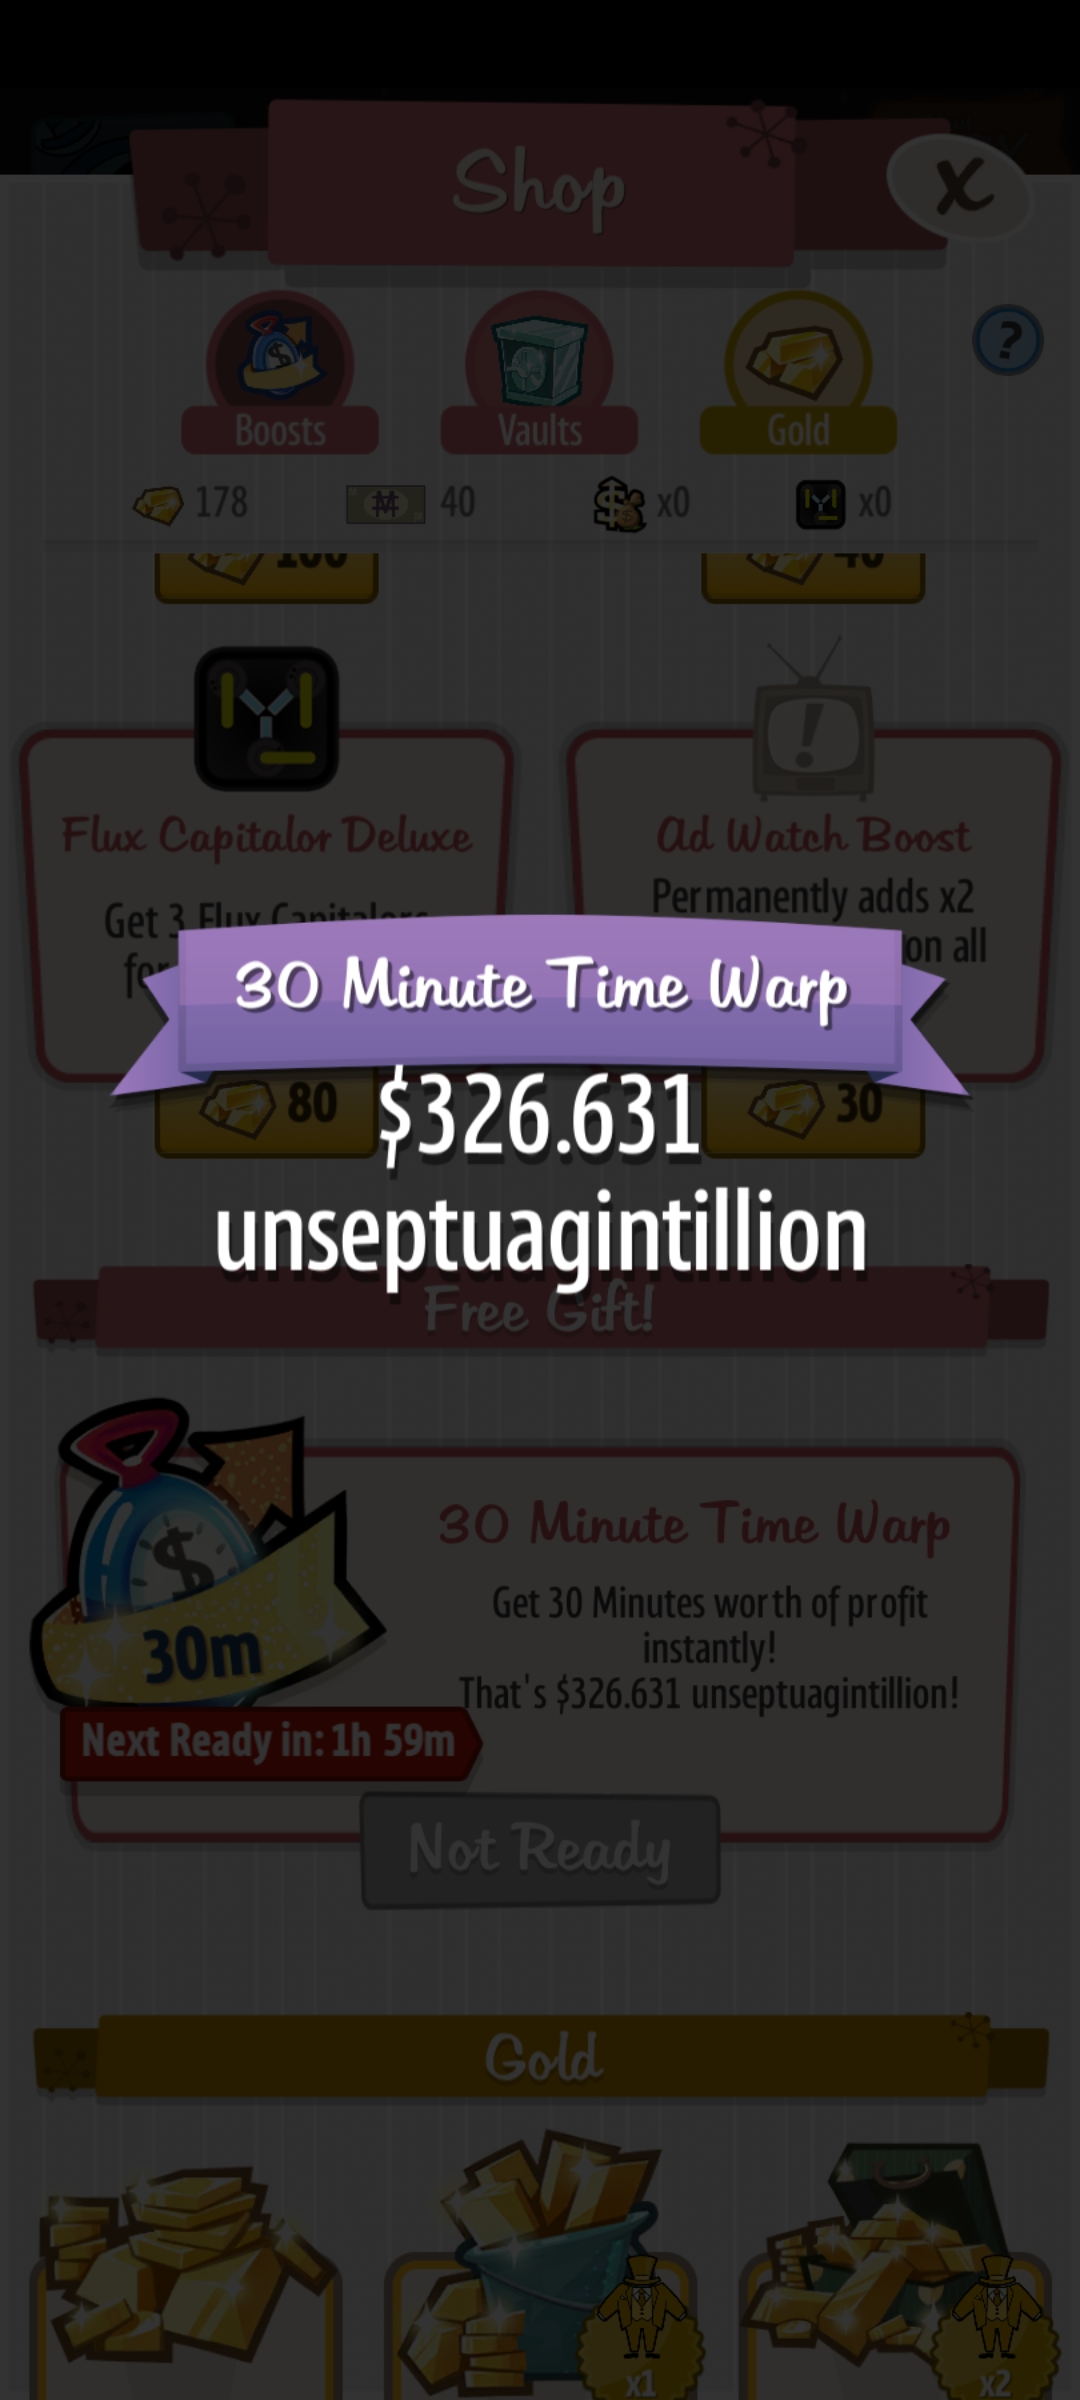 Shop
X
?
Boosts
Vaults
Gold
178
40
x0
x0
100
40
Flux Capitalor Deluxe
Ad Watch Boost
Get 3 Flux Capitalors
Permanently adds x2
for
on all
30 Minute Time Warp
80
$326.631
30
unseptuagintillion
Free Gift!
30 Minute Time Warp
Get 30 Minutes worth of profit
instantly!
30m
That's $326.631 unseptuagintillion!
Next Ready in: 1h 59m
Not Ready
Gold
x1
x2